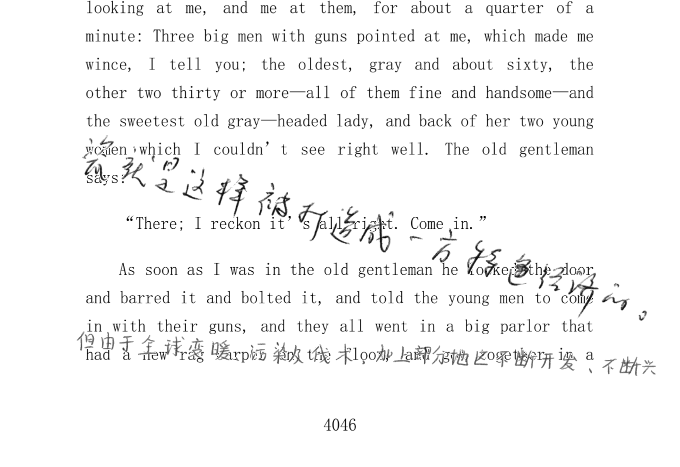 looking at me, and me at them, for about a quarter of a
minute: Three big men with guns pointed at me, which made me
wince, I tell you; the oldest, gray and about sixty, the
other two thirty or more—all of them fine and handsome—and
the sweetest old gray—headed lady, and back of her two young
women which I couldn't see right well. The old gentleman
says:
就是这样被打造成一方特色经济的。
“There; I reckon it's all right. Come in.”
As soon as I was in the old gentleman he locked the door
and barred it and bolted it, and told the young men to come
in with their guns, and they all went in a big parlor that
但由于全球变暖、污染及伐木,加上部分地区不断开发、不断兴
had a new rag carpet on the floor, and got together in a
4046